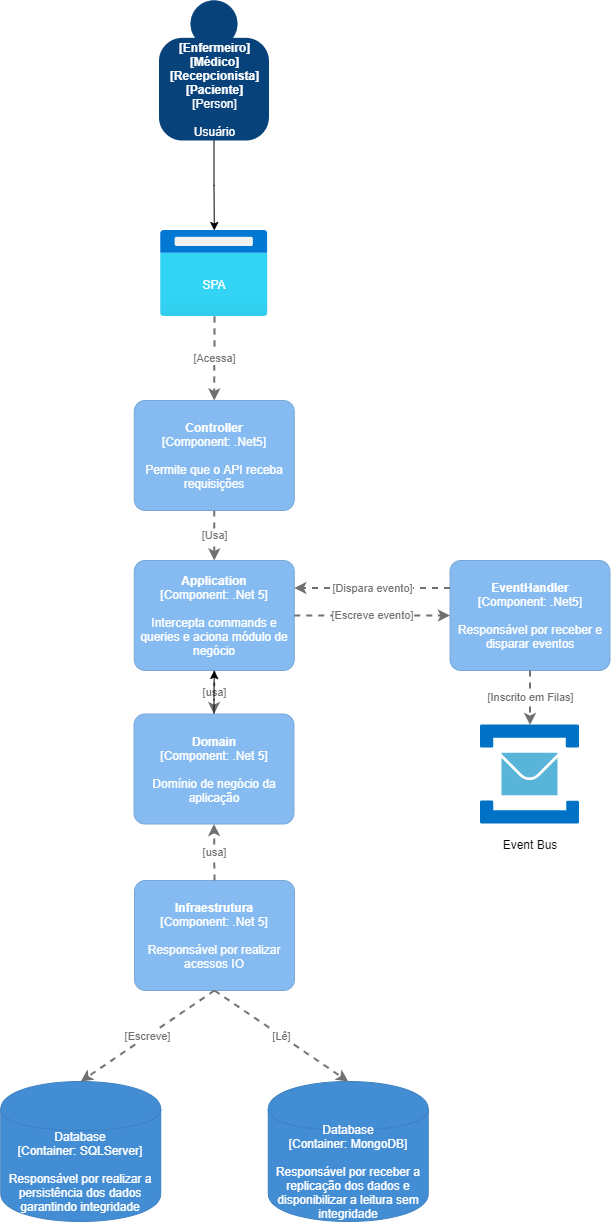 [Enfermeiro]
[Médico]
[Recepcionista]
[Paciente]
[Person]
Usuário
SPA
[Acessa]
Controller
[Component: .Net5]
Permite que o API receba
requisições
[Usa]
Application
[Component: .Net 5]
Intercepta commands e
queries e aciona módulo de
negócio
[Dispara evento]
[Escreve evento]
EventHandler
[Component: .Net5]
Responsável por receber e
disparar eventos
[usa]
[Inscrito em Filas]
Domain
[Component: .Net 5]
Domínio de negócio da
aplicação
Event Bus
[usa]
Infraestrutura
[Component: .Net 5]
Responsável por realizar
acessos IO
[Escreve]
[Lê]
Database
[Container: SQLServer]
Responsável por realizar a
persistência dos dados
garantindo integridade
Database
[Container: MongoDB]
Responsável por receber a
replicação dos dados e
disponibilizar a leitura sem
integridade